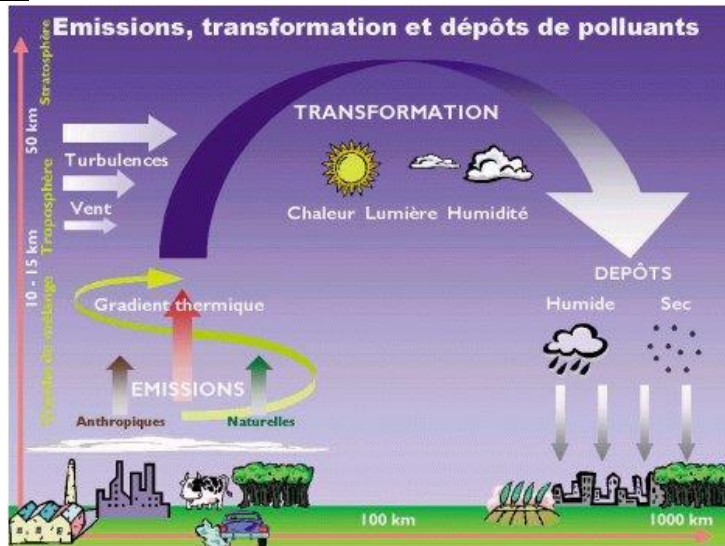 Emissions, transformation et dépôts de polluants
Stratosphère
50 km
Troposphère
10 - 15 km
TRANSFORMATION
Turbulences
Vent
Chaleur Lumière Humidité
DEPÔTS
Humide Sec
Gradient thermique
de mélange
EMISSIONS
Anthropiques
Naturelles
100 km
1000 km